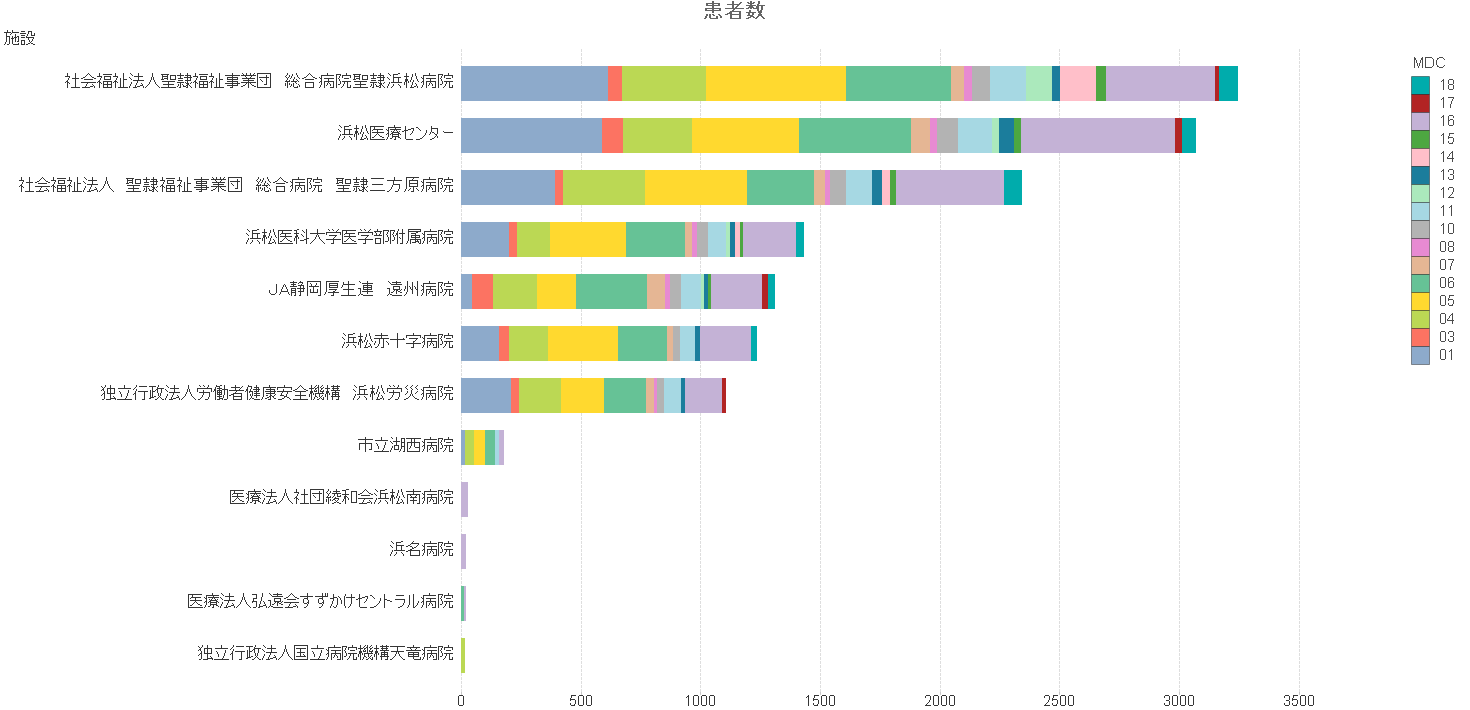 患者数
施設
社会福祉法人聖隷福祉事業団　総合病院聖隷浜松病院
浜松医療センター
社会福祉法人　聖隷福祉事業団　総合病院　聖隷三方原病院
浜松医科大学医学部附属病院
JA静岡厚生連　遠州病院
浜松赤十字病院
独立行政法人労働者健康安全機構　浜松労災病院
市立湖西病院
医療法人社団綾和会浜松南病院
浜名病院
医療法人弘遠会すずかけセントラル病院
独立行政法人国立病院機構天竜病院
0 500 1000 1500 2000 2500 3000 3500
MDC
18
17
16
15
14
13
12
11
10
08
07
06
05
04
03
01